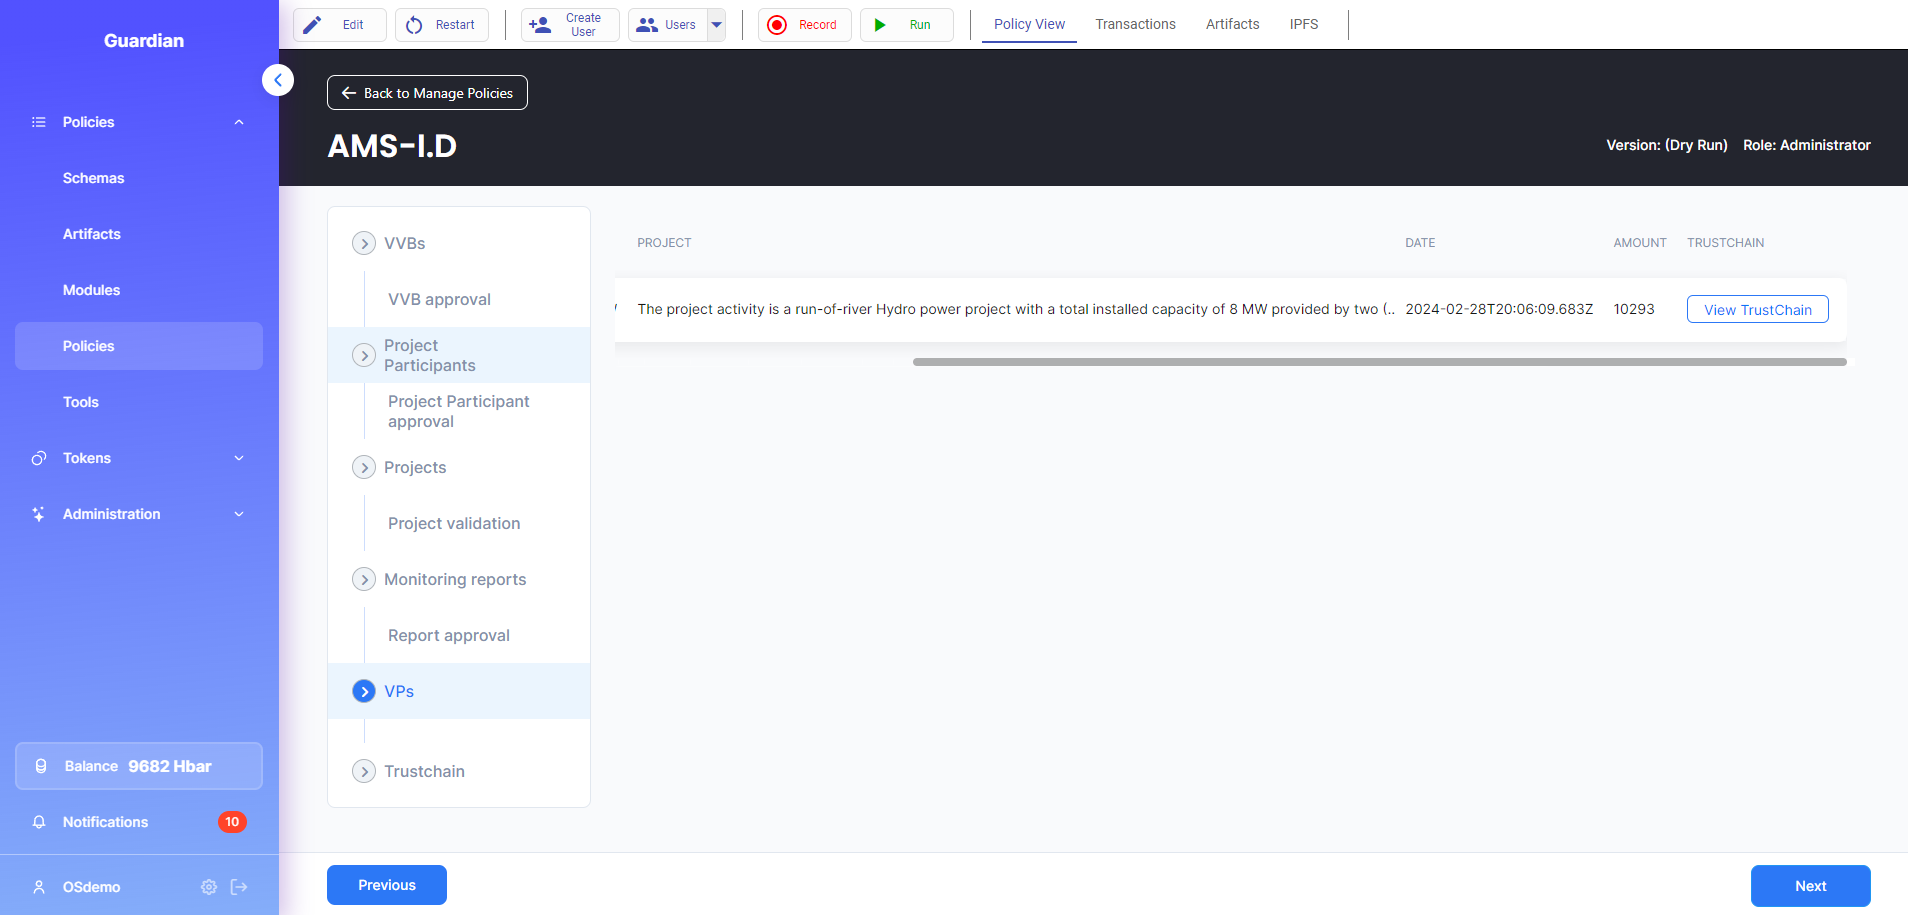 Guardian
Policies
Schemas
Artifacts
Modules
Policies
Tools
Tokens
Administration
Balance 9682 Hbar
Notifications 10
OSdemo
Edit
Restart
Create
User
Users
Record
Run
Policy View
Transactions
Artifacts
IPFS
Back to Manage Policies
AMS-I.D
Version: (Dry Run) Role: Administrator
VVBs
VVB approval
Project
Participants
Project Participant
approval
Projects
Project validation
Monitoring reports
Report approval
VPs
Trustchain
PROJECT DATE AMOUNT TRUSTCHAIN
The project activity is a run-of-river Hydro power project with a total installed capacity of 8 MW provided by two (.. 2024-02-28T20:06:09.683Z 10293 View TrustChain
Previous
Next